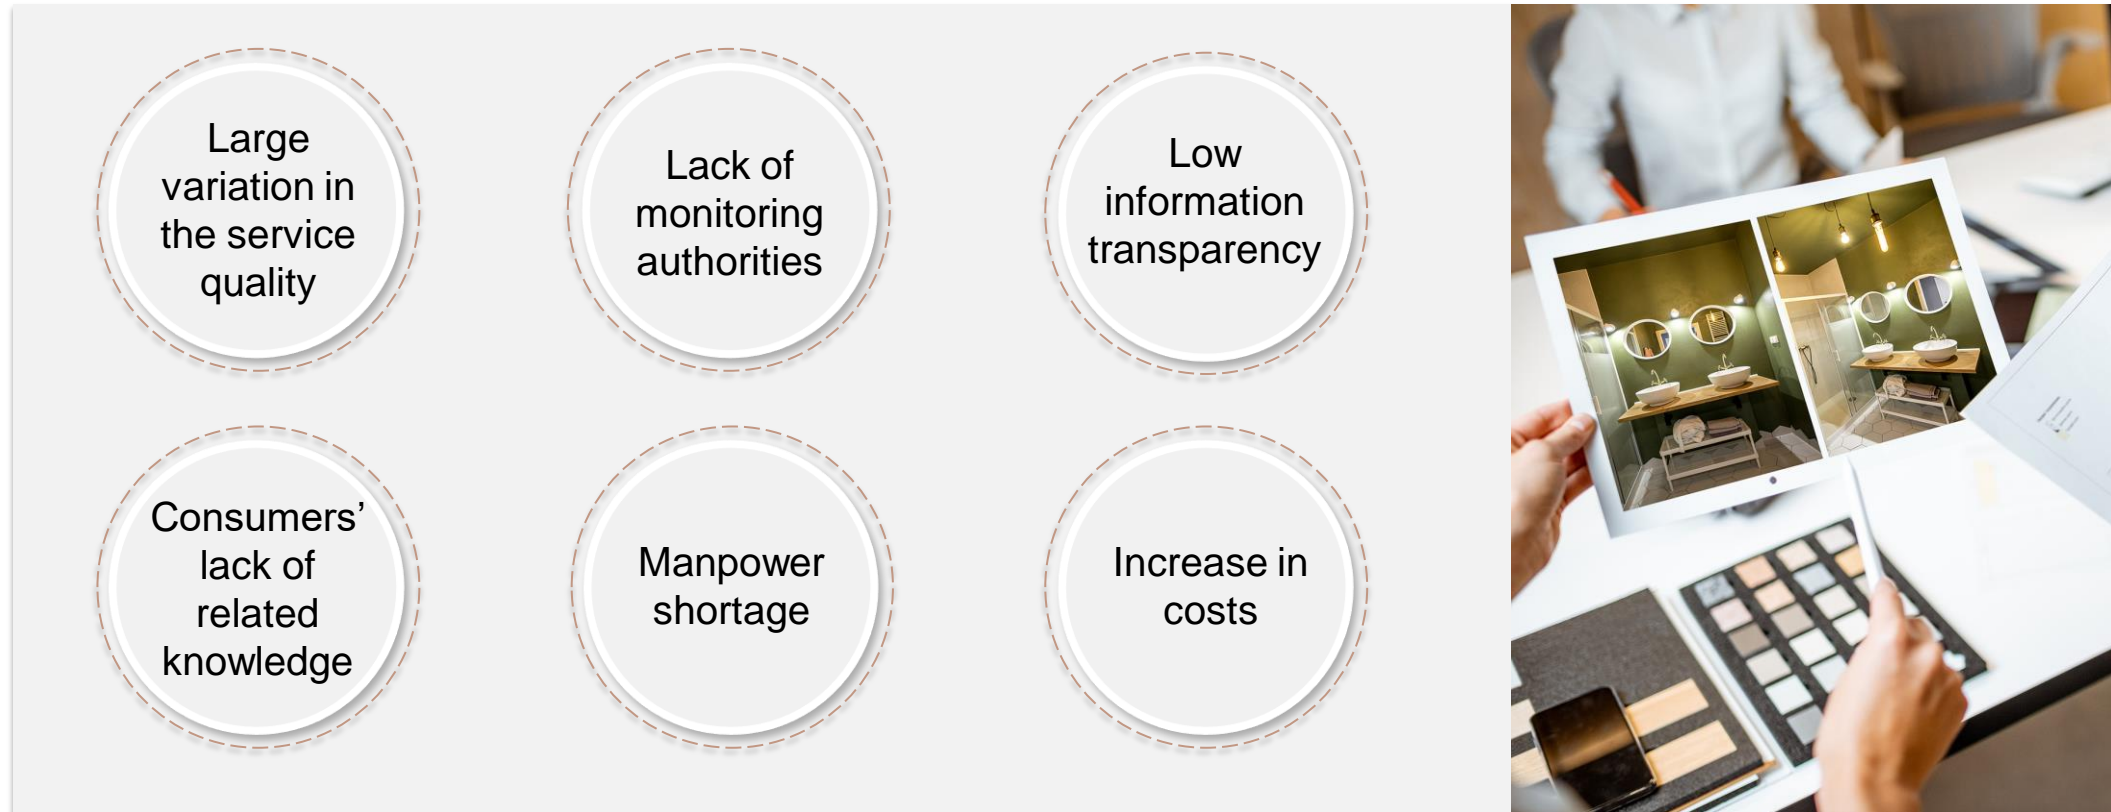 Large
variation in
the service
quality
Lack of
monitoring
authorities
Low
information
transparency
Consumers’
lack of
related
knowledge
Manpower
shortage
Increase in
costs